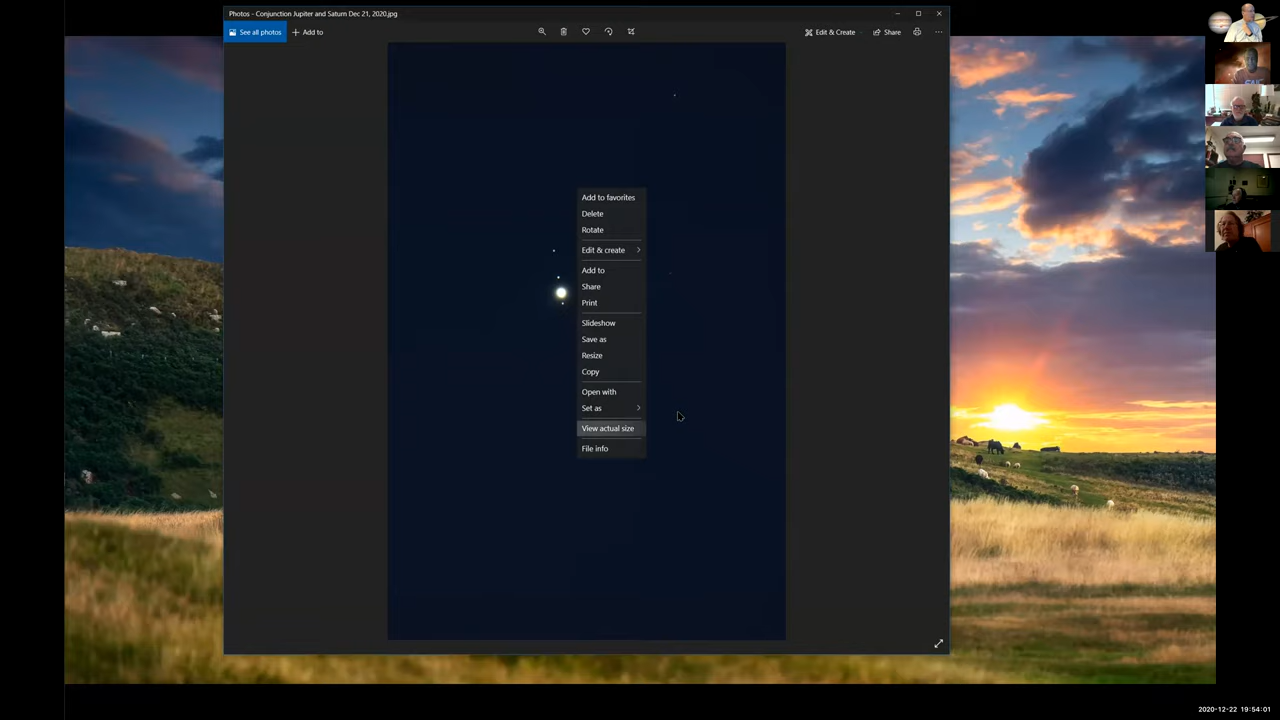 Photos - Conjunction Jupiter and Saturn Dec 21, 2020.jpg
See all photos
Add to
Edit & Create
Share
Add to favorites
Delete
Rotate
Edit & create
Add to
Share
Print
Slideshow
Save as
Resize
Copy
Open with
Set as
View actual size
File info
2020-12-22 19:54:01